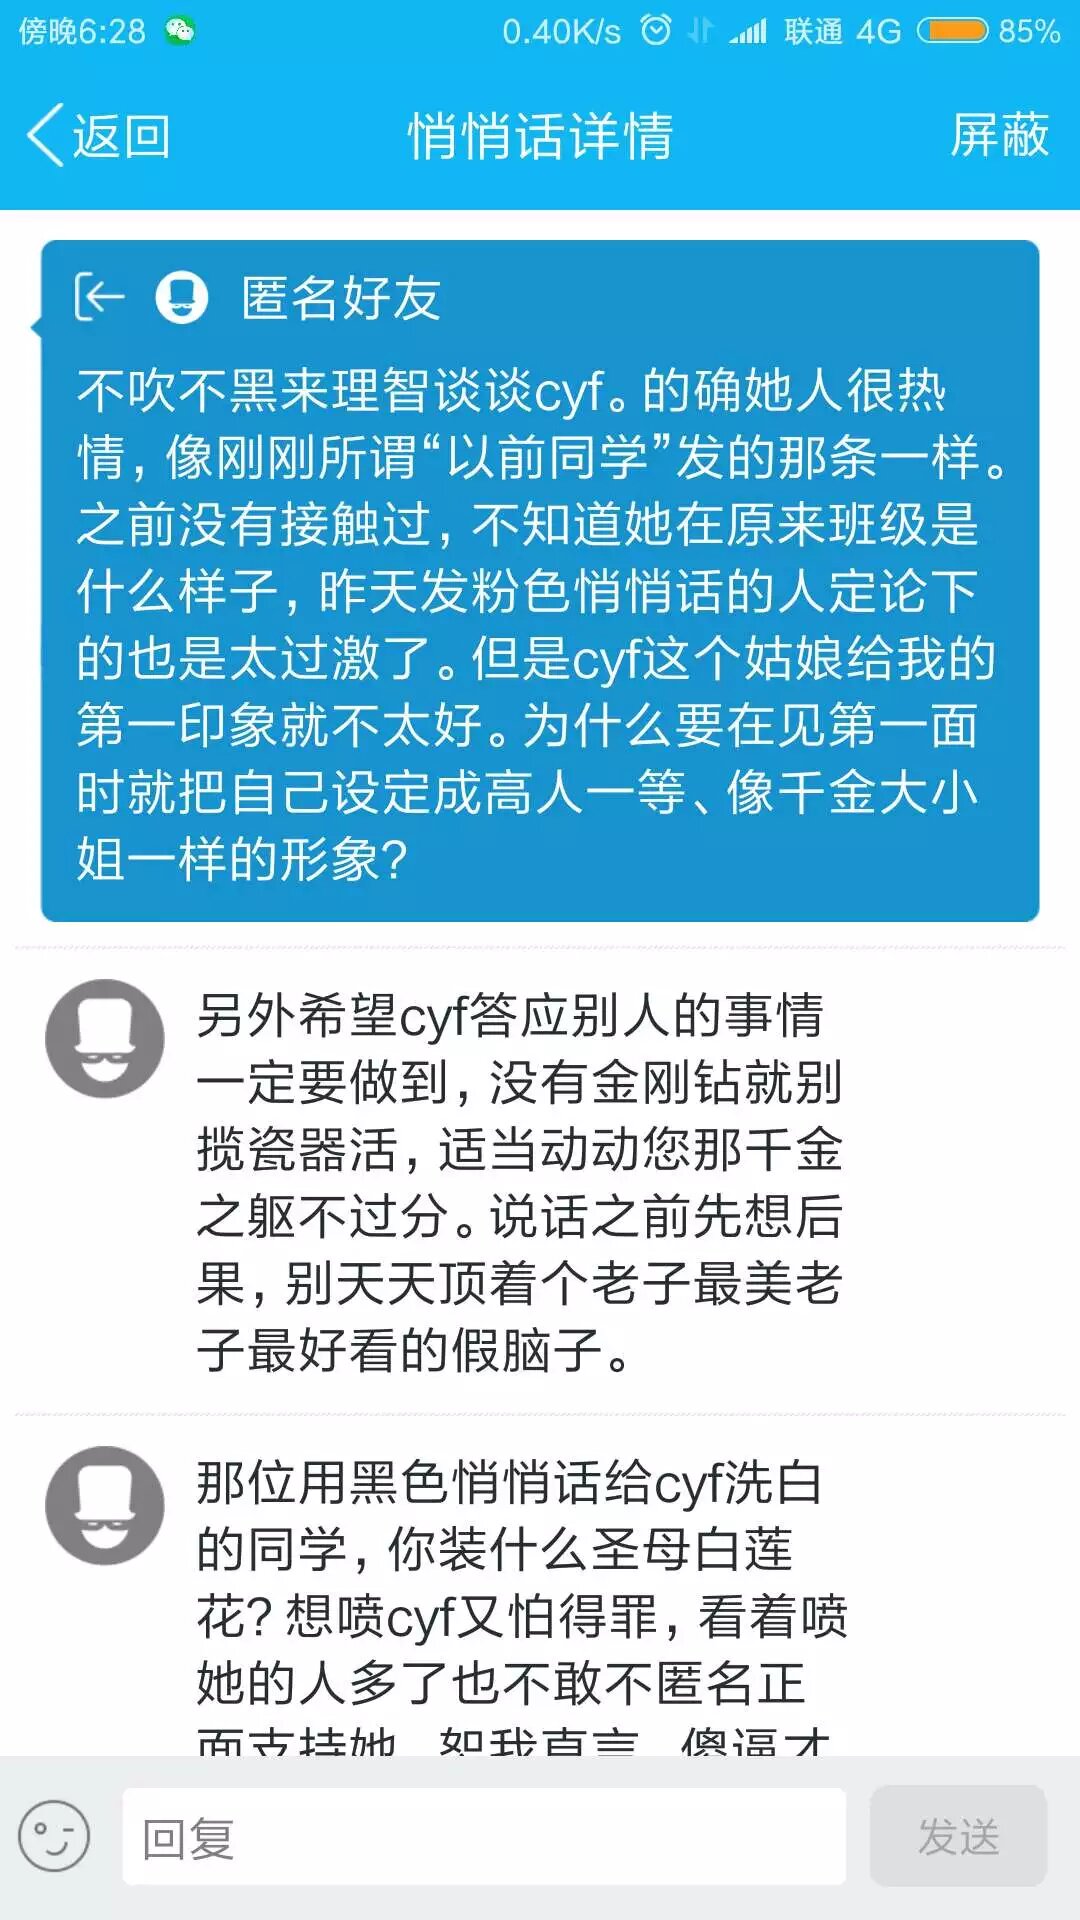 傍晚6:28 0.40K/s 联通 4G 85%
返回 悄悄话详情 屏蔽
匿名好友
不吹不黑来理智谈谈cyf。的确她人很热
情，像刚刚所谓“以前同学”发的那条一样。
之前没有接触过，不知道她在原来班级是
什么样子，昨天发粉色悄悄话的人定论下
的也是太过激了。但是cyf这个姑娘给我的
第一印象就不太好。为什么要在见第一面
时就把自己设定成高人一等、像千金大小
姐一样的形象？
另外希望cyf答应别人的事情
一定要做到，没有金刚钻就别
揽瓷器活，适当动动您那千金
之躯不过分。说话之前先想后
果，别天天顶着个老子最美老
子最好看的假脑子。
那位用黑色悄悄话给cyf洗白
的同学，你装什么圣母白莲
花？想喷cyf又怕得罪，看着喷
她的人多了也不敢不匿名正
面支持她，恕我直言，傻逼才
回复 发送